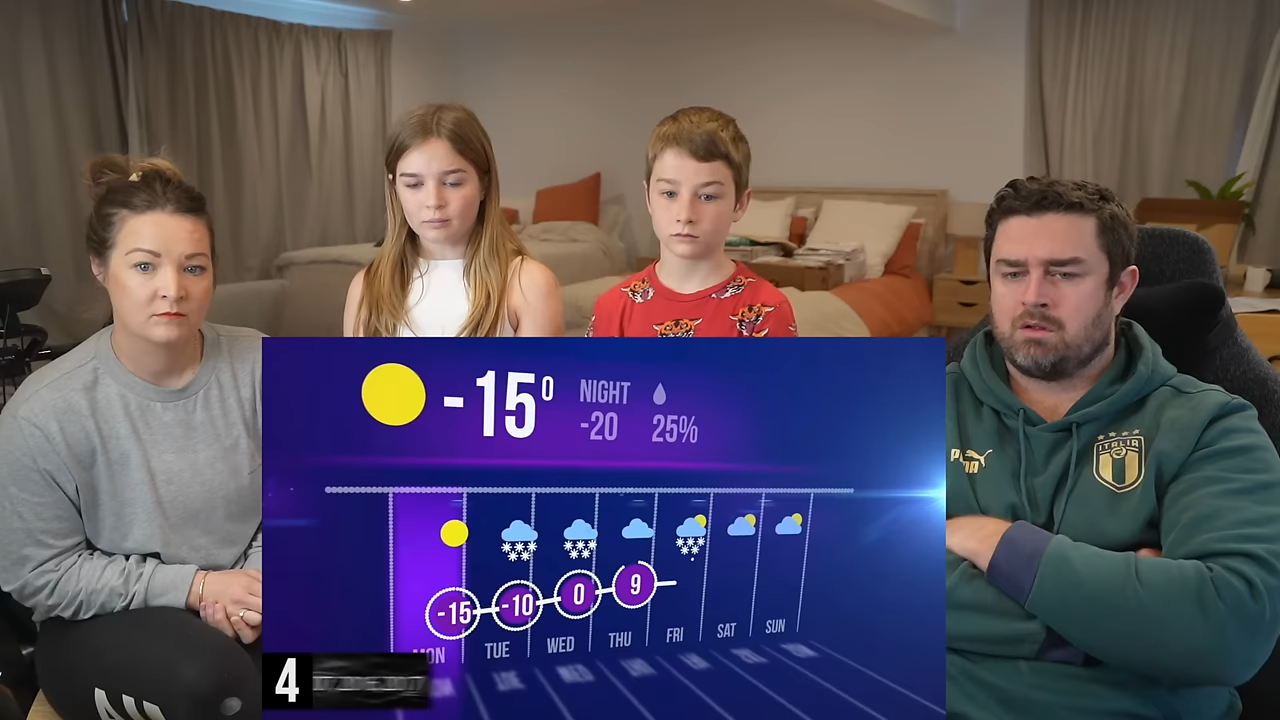 -15°
NIGHT
-20
25%
-15
-10
0
9
MON
TUE
WED
THU
FRI
SAT
SUN
4
PUMA
ITALIA